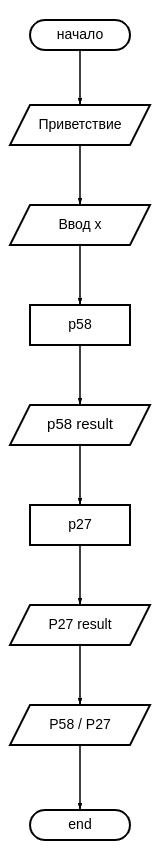 начало
Приветствие
Ввод x
p58
p58 result
p27
P27 result
P58 / P27
end